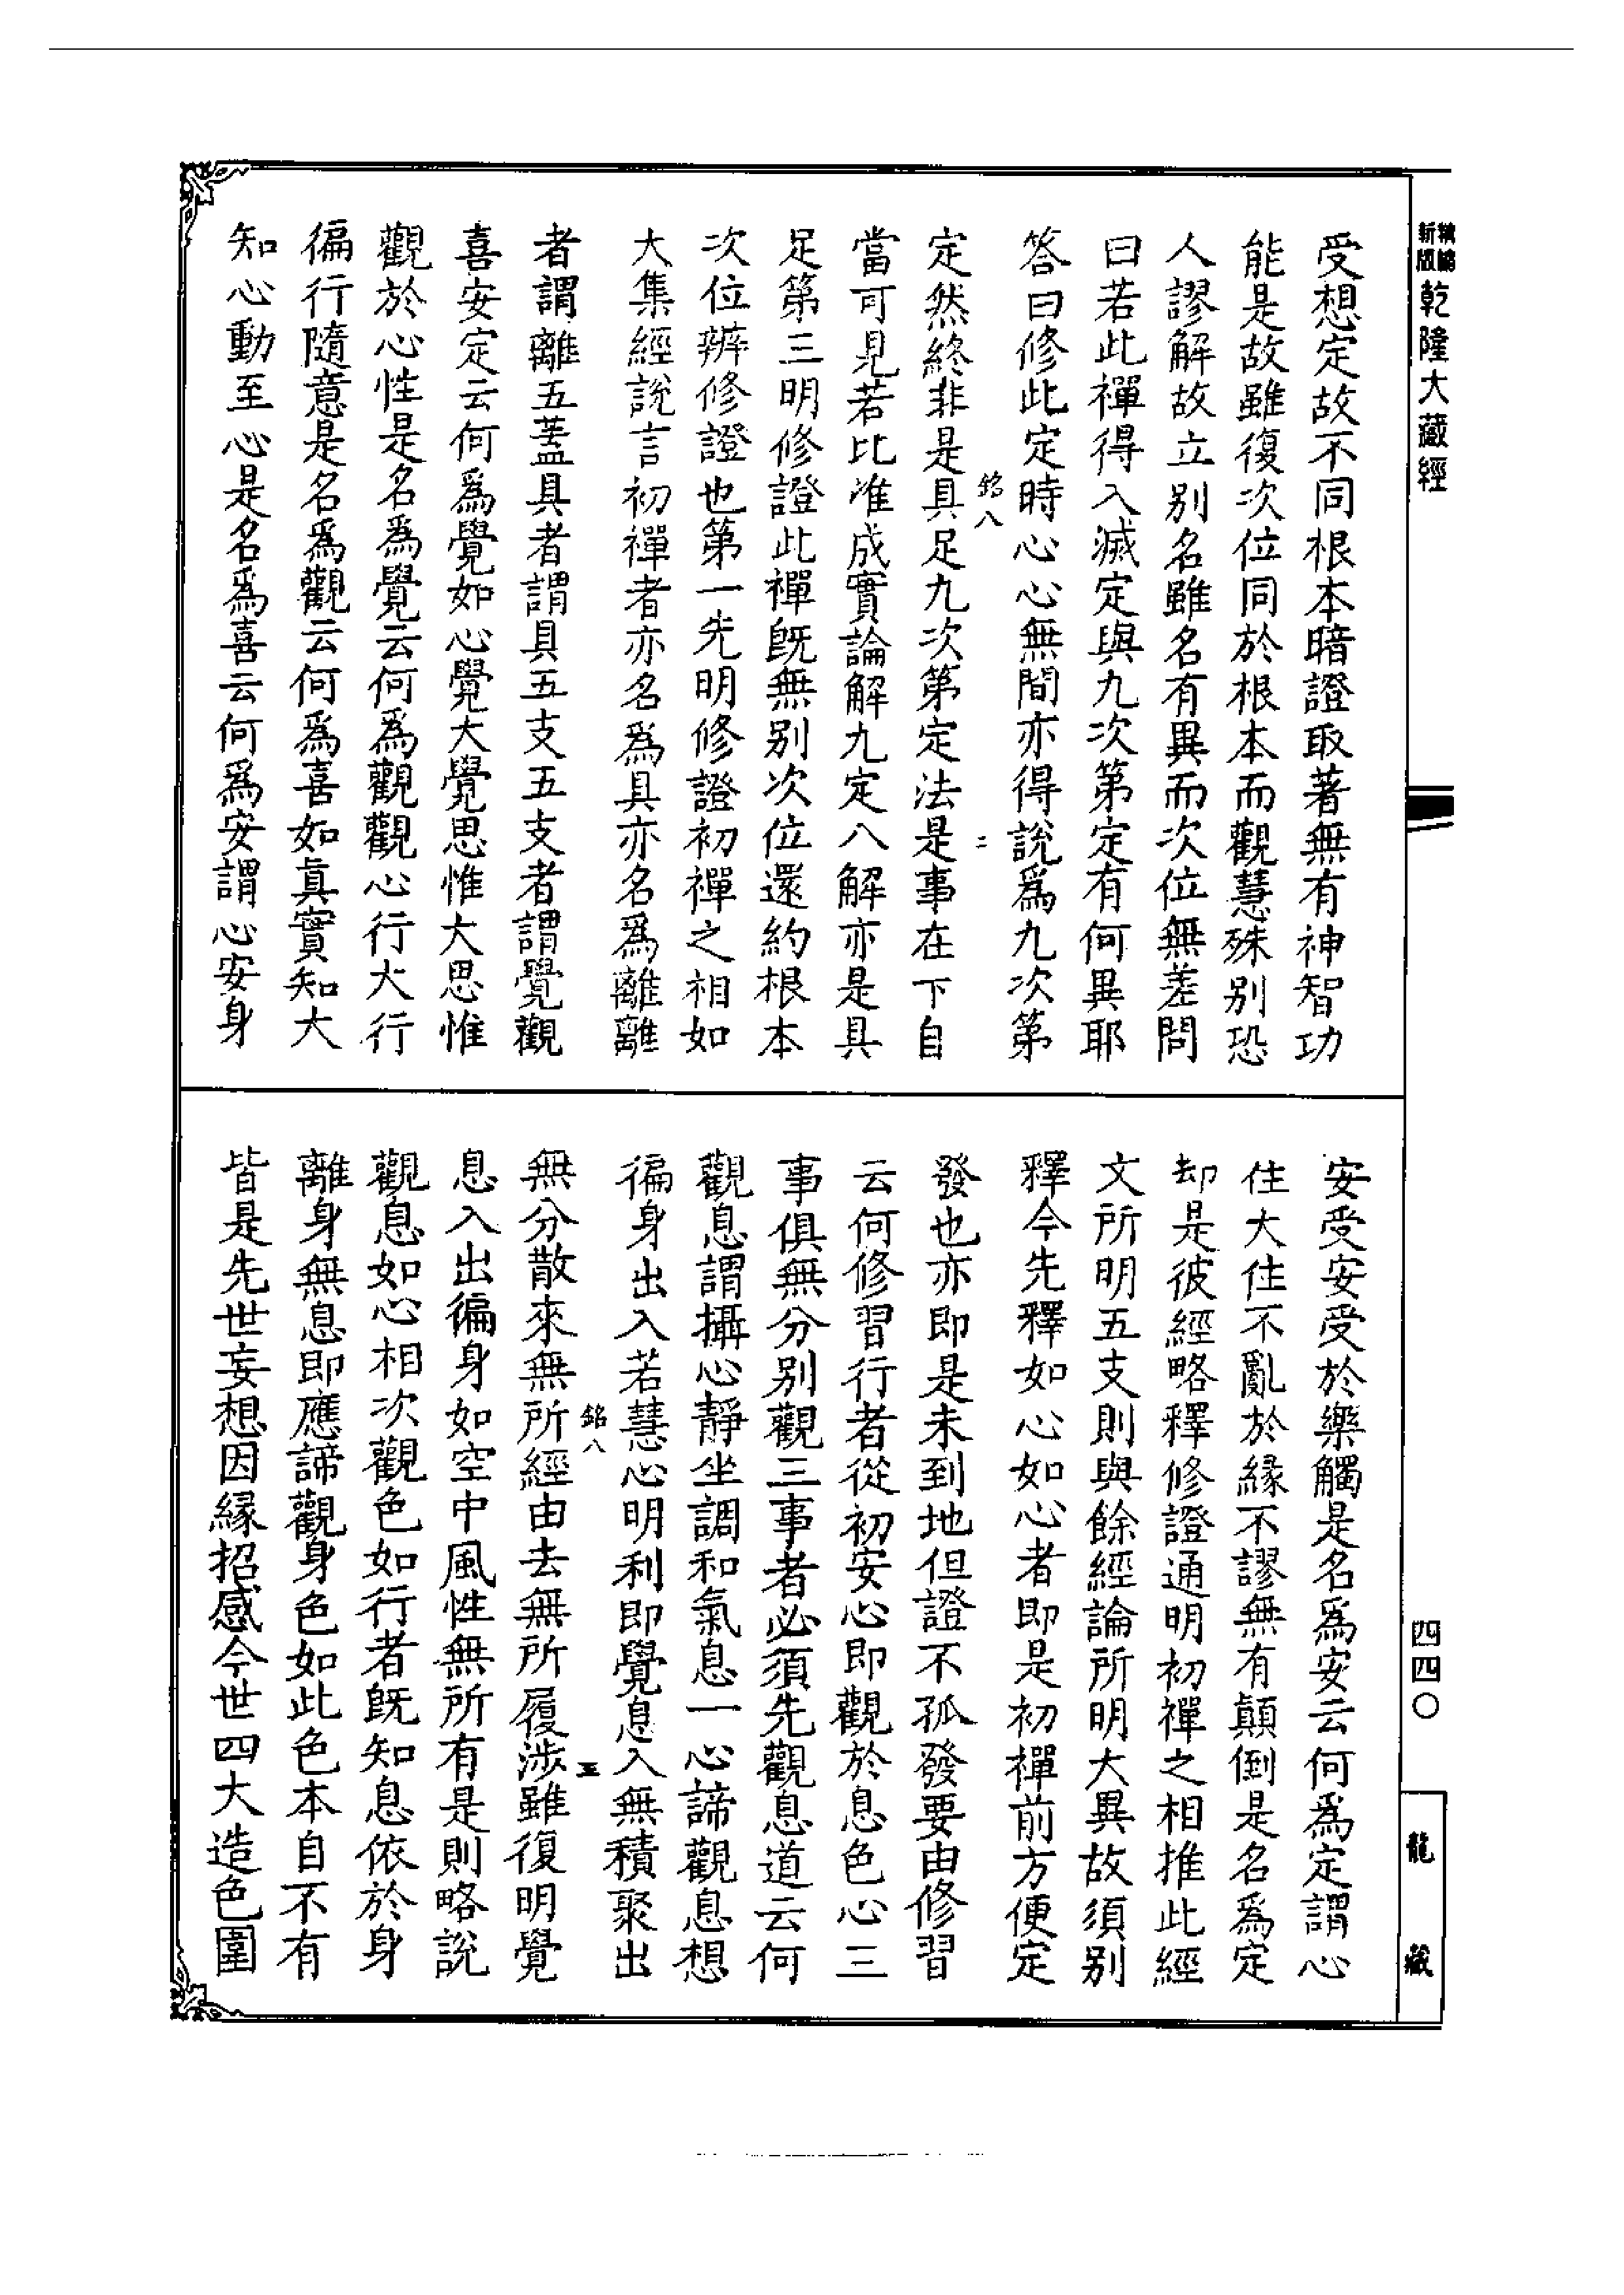 新編縮版乾隆大藏經
四四〇
龍藏
受想定故不同根本暗證取著無有神智功
能是故雖復次位同於根本而觀慧殊別恐
人謬解故立別名雖名有異而次位無差問
曰若此禪得入滅定與九次第定有何異耶
答曰修此定時心心無間亦得說爲九次第
銘八
二
定然終非是具足九次第定法是事在下自
當可見若比准成實論解九定八解亦是具
足第三明修證此禪旣無別次位還約根本
次位辨修證也第一先明修證初禪之相如
大集經說言初禪者亦名爲具亦名爲離離
者謂離五蓋具者謂具五支五支者謂覺觀
喜安定云何爲覺如心覺大覺思惟大思惟
觀於心性是名爲覺云何爲觀觀心行大行
徧行隨意是名爲觀云何爲喜如眞實知大
知心動至心是名爲喜云何爲安謂心安身
安受安受於樂觸是名爲安云何爲定謂心
住大住不亂於緣不謬無有顚倒是名爲定
却是彼經略釋修證通明初禪之相推此經
文所明五支則與餘經論所明大異故須別
釋今先釋如心如心者即是初禪前方便定
發也亦即是未到地但證不孤發要由修習
云何修習行者從初安心即觀於息色心三
事俱無分別觀三事者必須先觀息道云何
觀息謂攝心靜坐調和氣息一心諦觀息想
徧身出入若慧心明利即覺息入無積聚出
銘八
三
無分散來無所經由去無所履涉雖復明覺
息入出徧身如空中風性無所有是則略說
觀息如心相次觀色如行者旣知息依於身
離身無息即應諦觀身色如此色本自不有
皆是先世妄想因緣招感今世四大造色圍